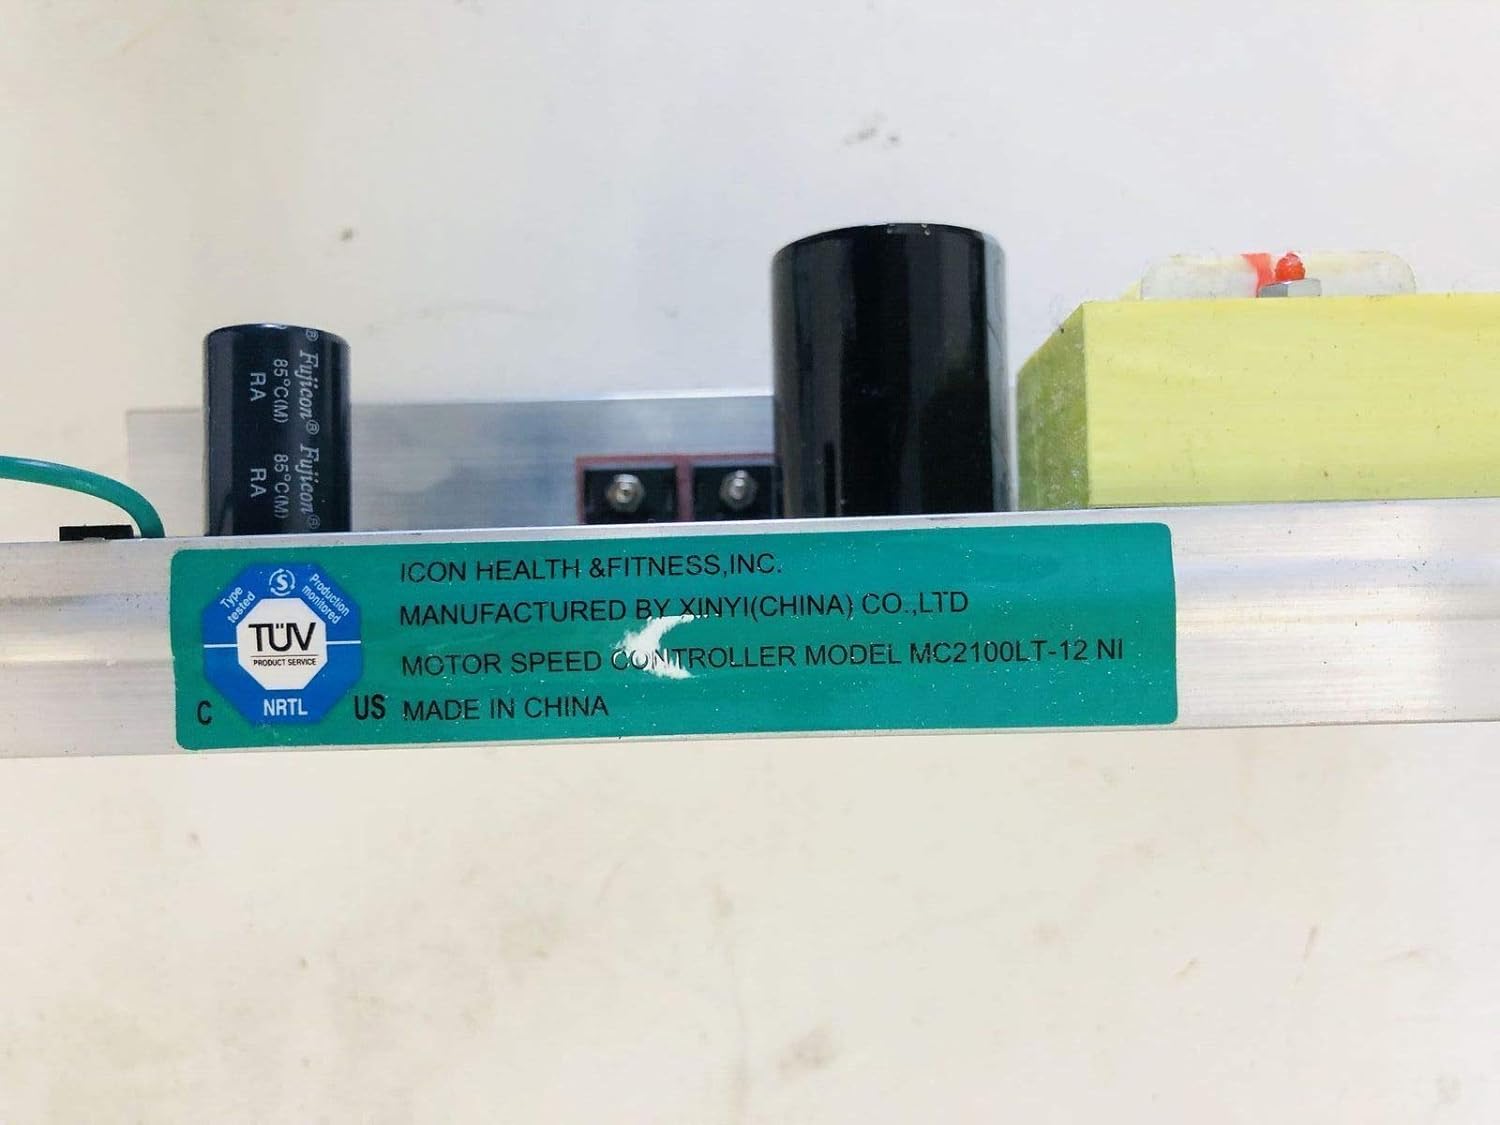 ® Fujicon® Fujicon®
85°C(M) 85°C(M)
RA RA
Type tested
S
Production monitored
TÜV
PRODUCT SERVICE
NRTL
C US
ICON HEALTH &FITNESS,INC.
MANUFACTURED BY XINYI(CHINA) CO.,LTD
MOTOR SPEED CONTROLLER MODEL MC2100LT-12 NI
MADE IN CHINA